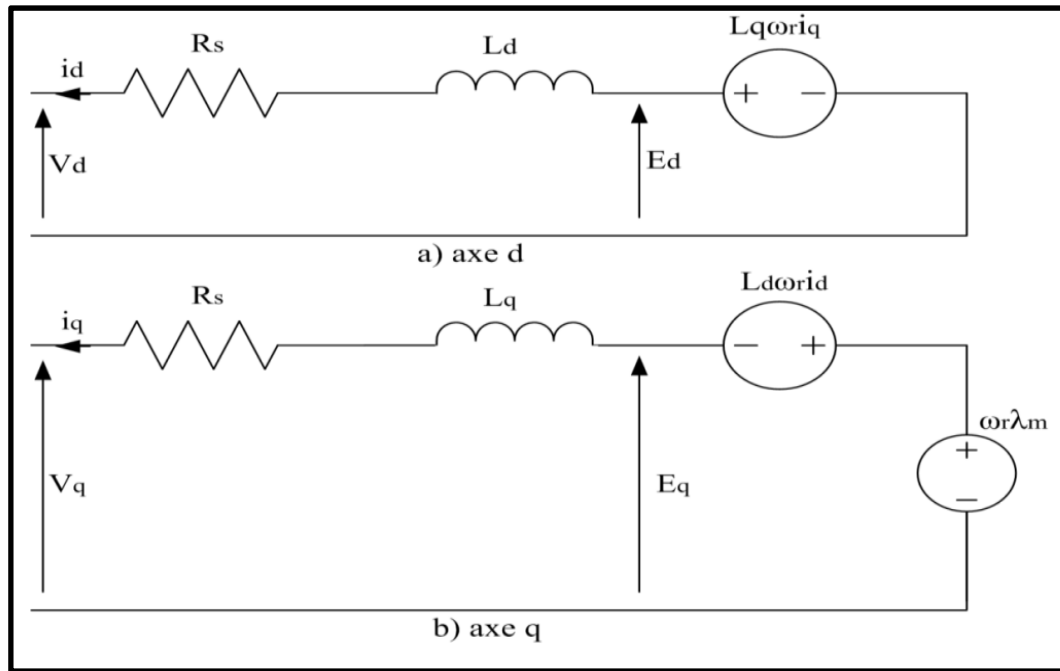 Lqωriq
Rs
Ld
id
+ −
Vd
Ed
a) axe d
Ldωrid
Rs
Lq
iq
− +
ωrλm
+
Vq
Eq
−
b) axe q